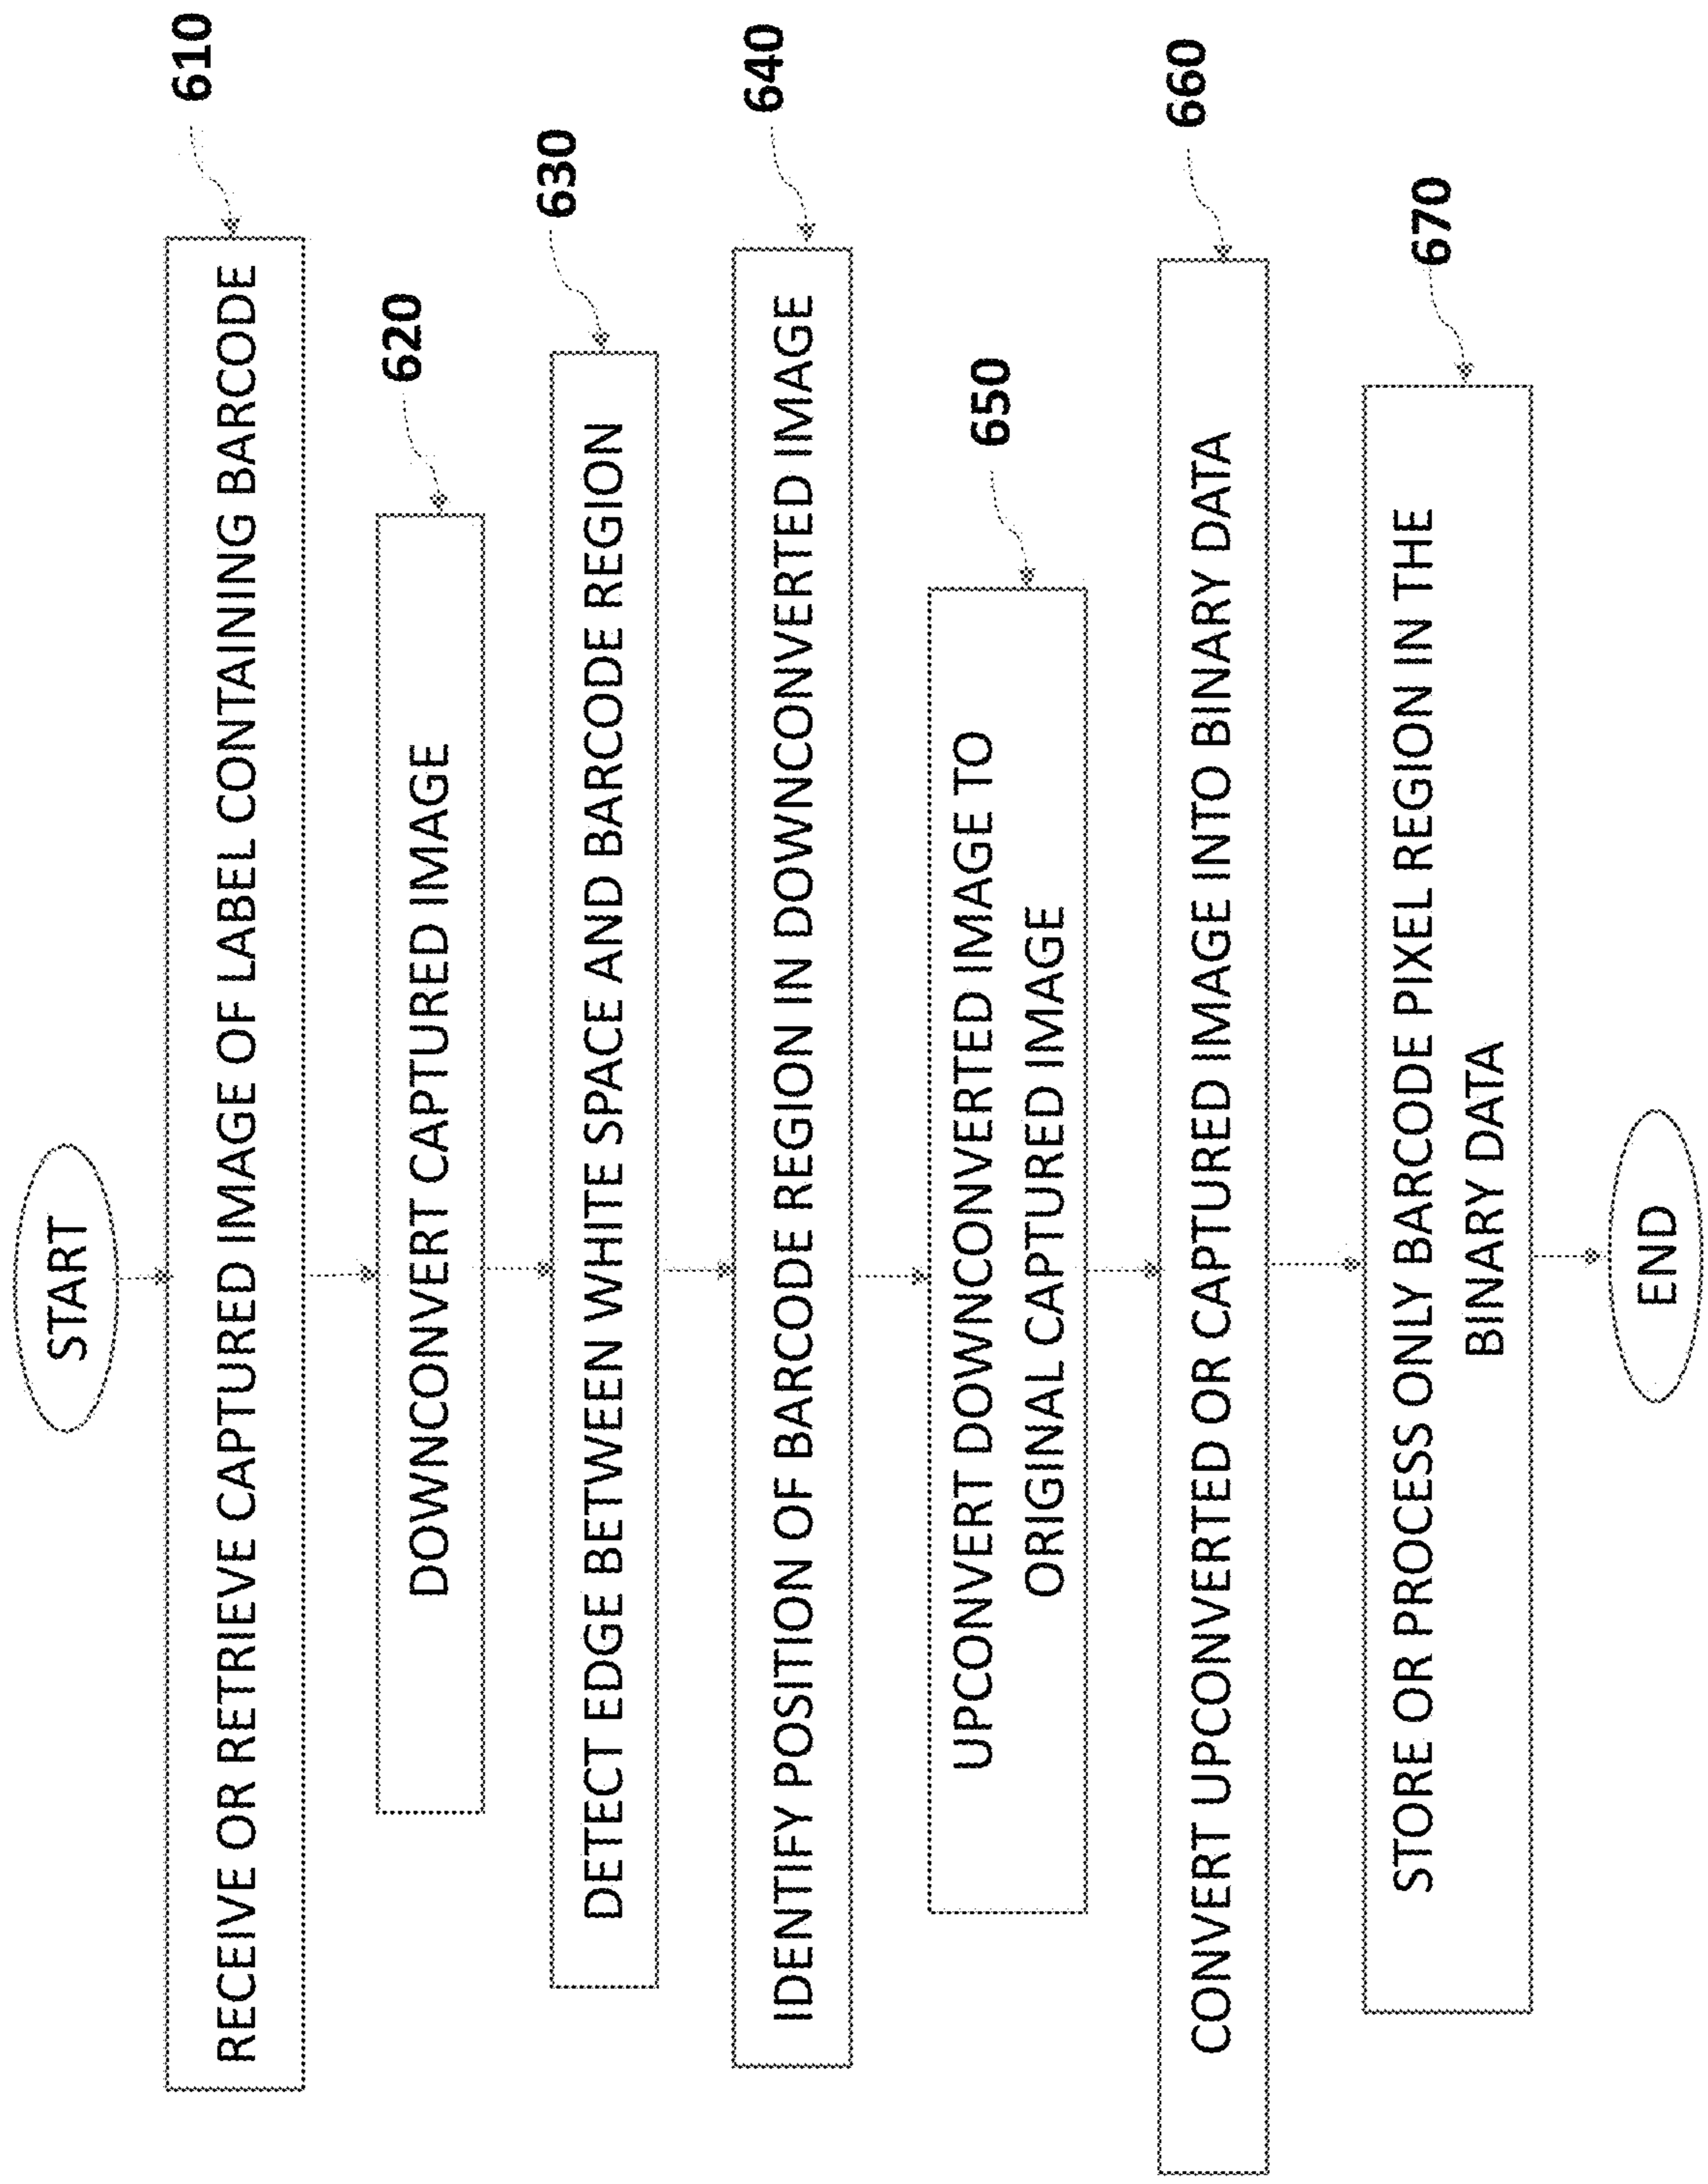 START
610
RECEIVE OR RETRIEVE CAPTURED IMAGE OF LABEL CONTAINING BARCODE
620
DOWNCONVERT CAPTURED IMAGE
630
DETECT EDGE BETWEEN WHITE SPACE AND BARCODE REGION
640
IDENTIFY POSITION OF BARCODE REGION IN DOWNCONVERTED IMAGE
650
UPCONVERT DOWNCONVERTED IMAGE TO
ORIGINAL CAPTURED IMAGE
660
CONVERT UPCONVERTED OR CAPTURED IMAGE INTO BINARY DATA
670
STORE OR PROCESS ONLY BARCODE PIXEL REGION IN THE
BINARY DATA
END